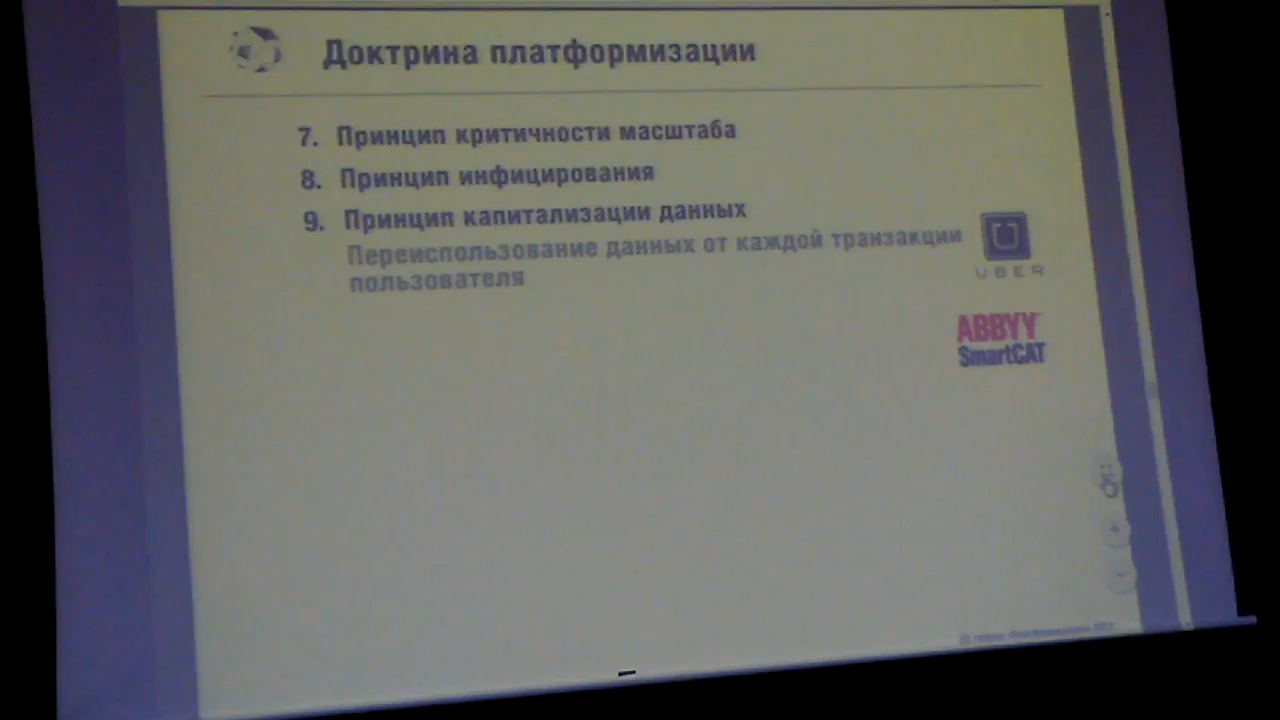 Доктрина платформизации
7. Принцип критичности масштаба
8. Принцип инфицирования
9. Принцип капитализации данных
Переиспользование данных от каждой транзакции
пользователя
UBER
ABBYY
SmartCAT